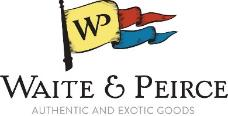 WP
WAITE & PEIRCE
AUTHENTIC AND EXOTIC GOODS